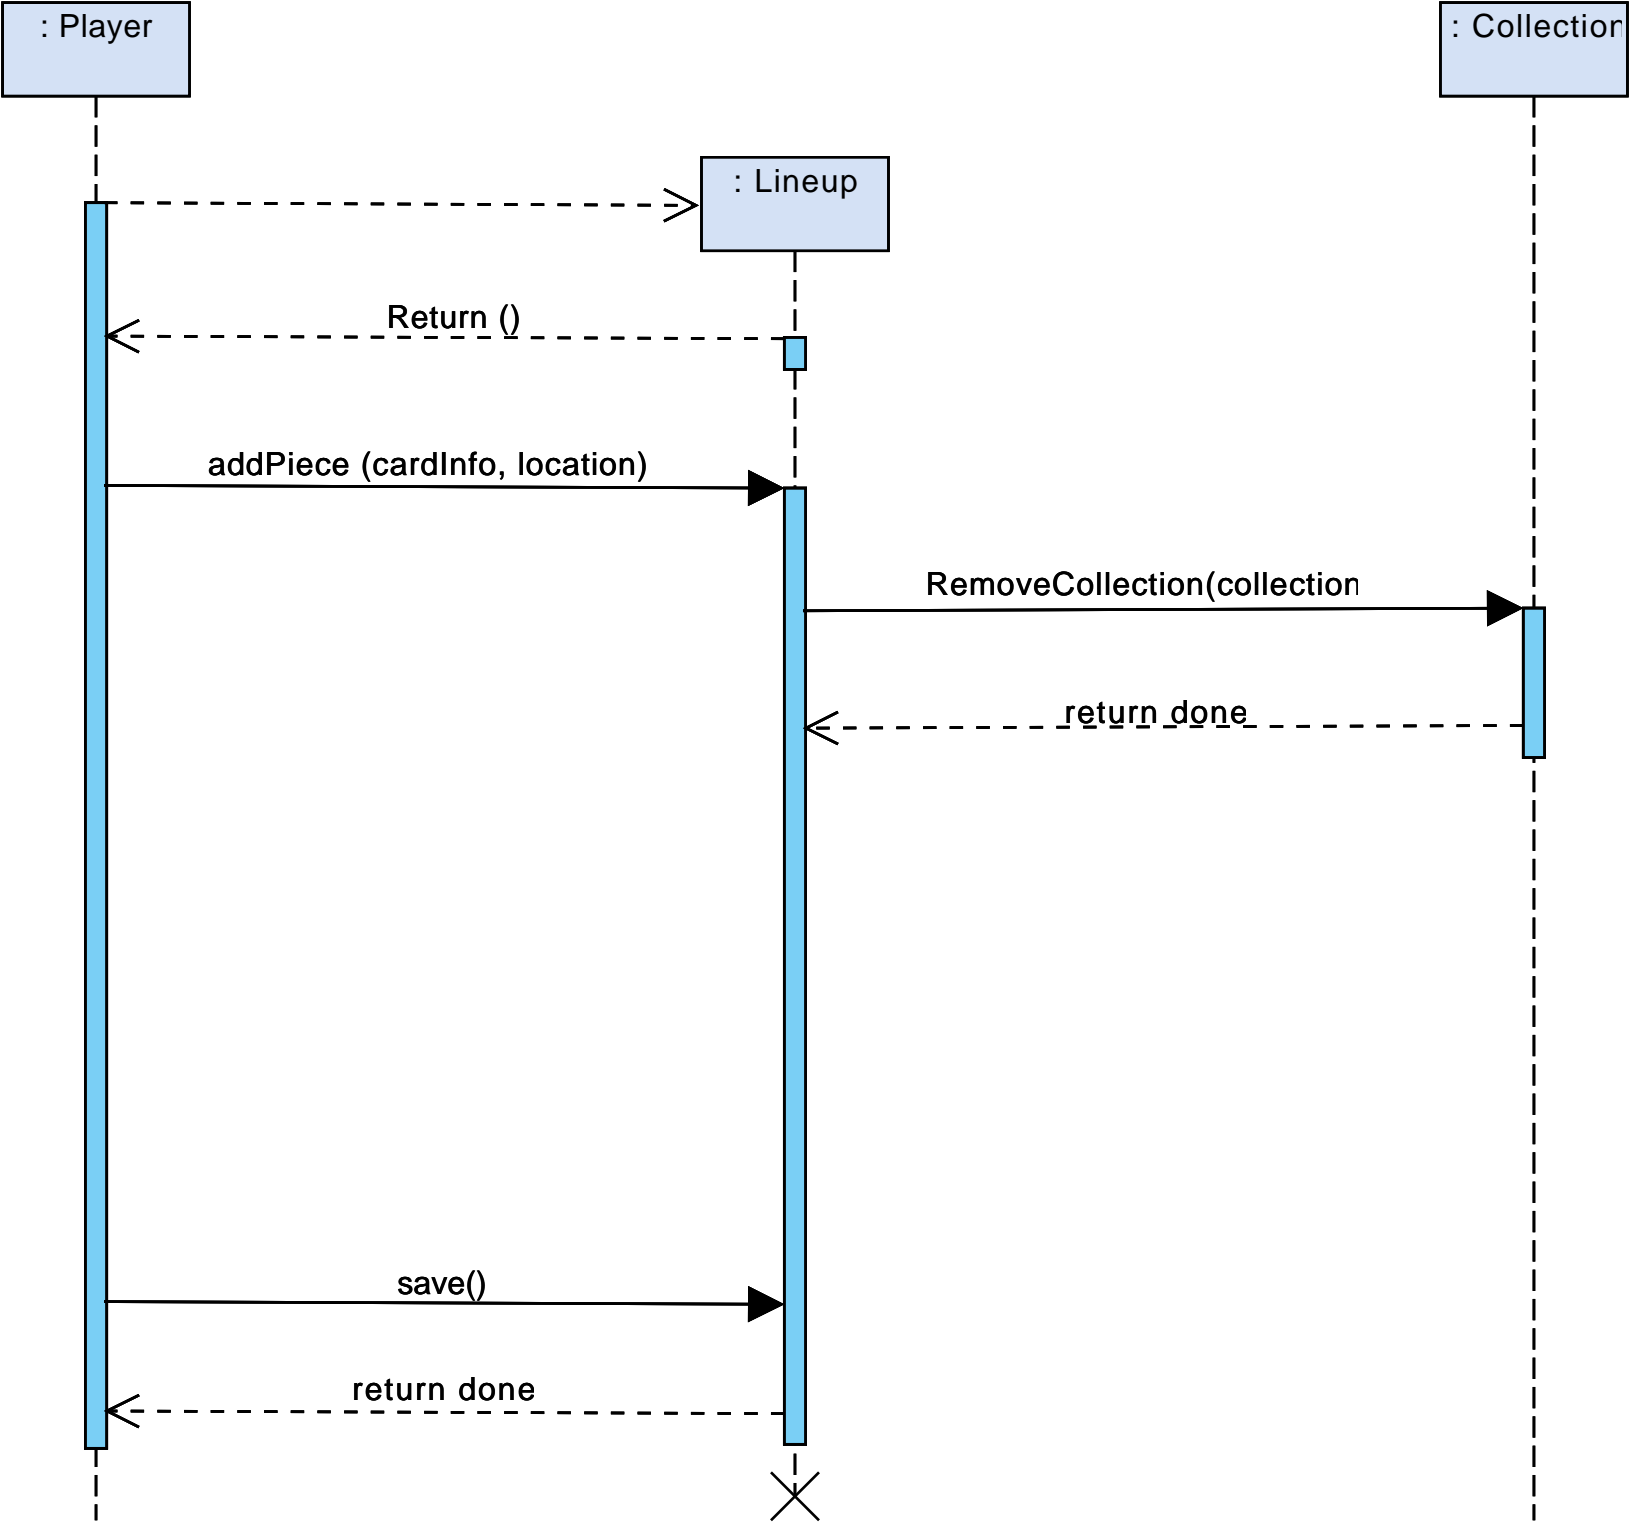 : Player
: Collection
: Lineup
Return ()
addPiece (cardInfo, location)
RemoveCollection(collection
return done
save()
return done